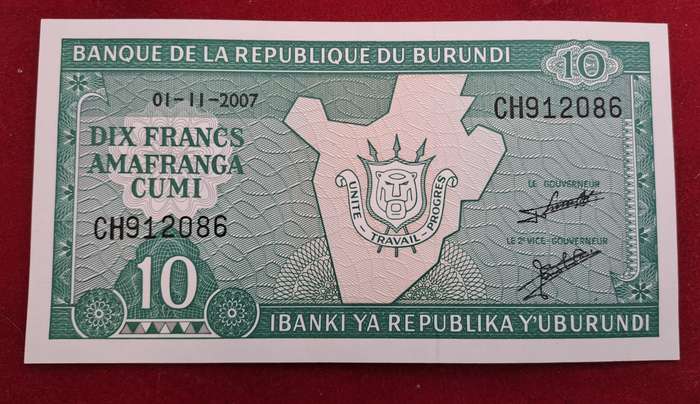 BANQUE DE LA REPUBLIQUE DU BURUNDI
10
01-11-2007
CH912086
DIX FRANCS
AMAFRANGA
CUMI
CH912086
UNITE - TRAVAIL - PROGRES
LE GOUVERNEUR
LE 2e VICE-GOUVERNEUR
10
IBANKI YA REPUBLIKA Y'UBURUNDI